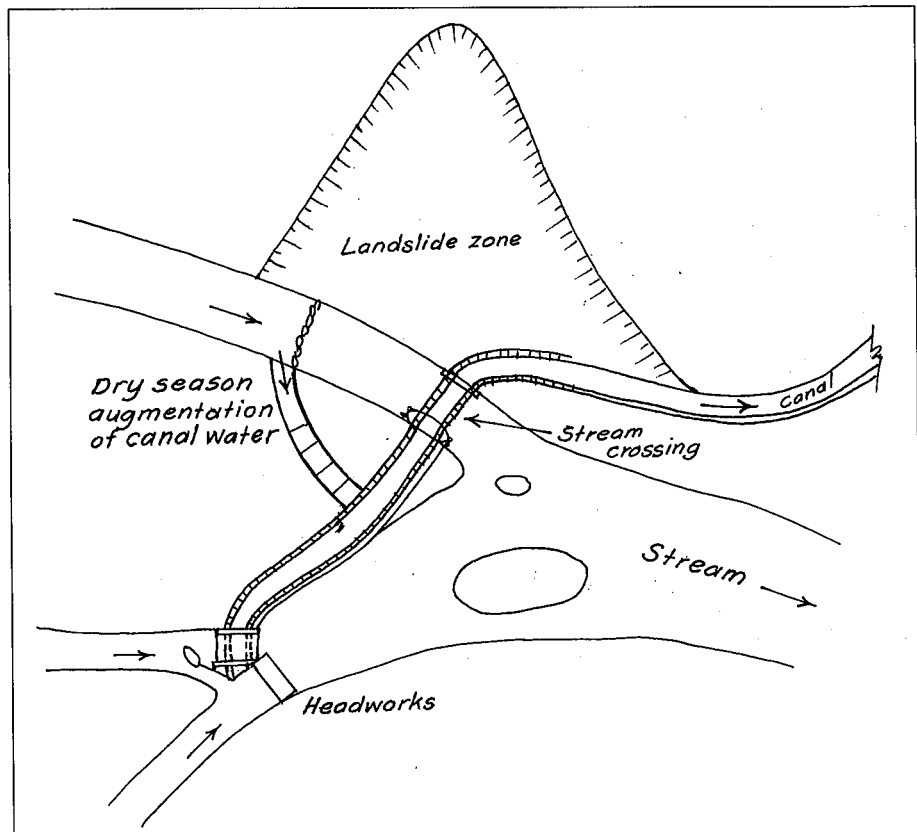 Landslide zone
Dry season
augmentation
of canal water
canal
Stream
crossing
Stream
Headworks